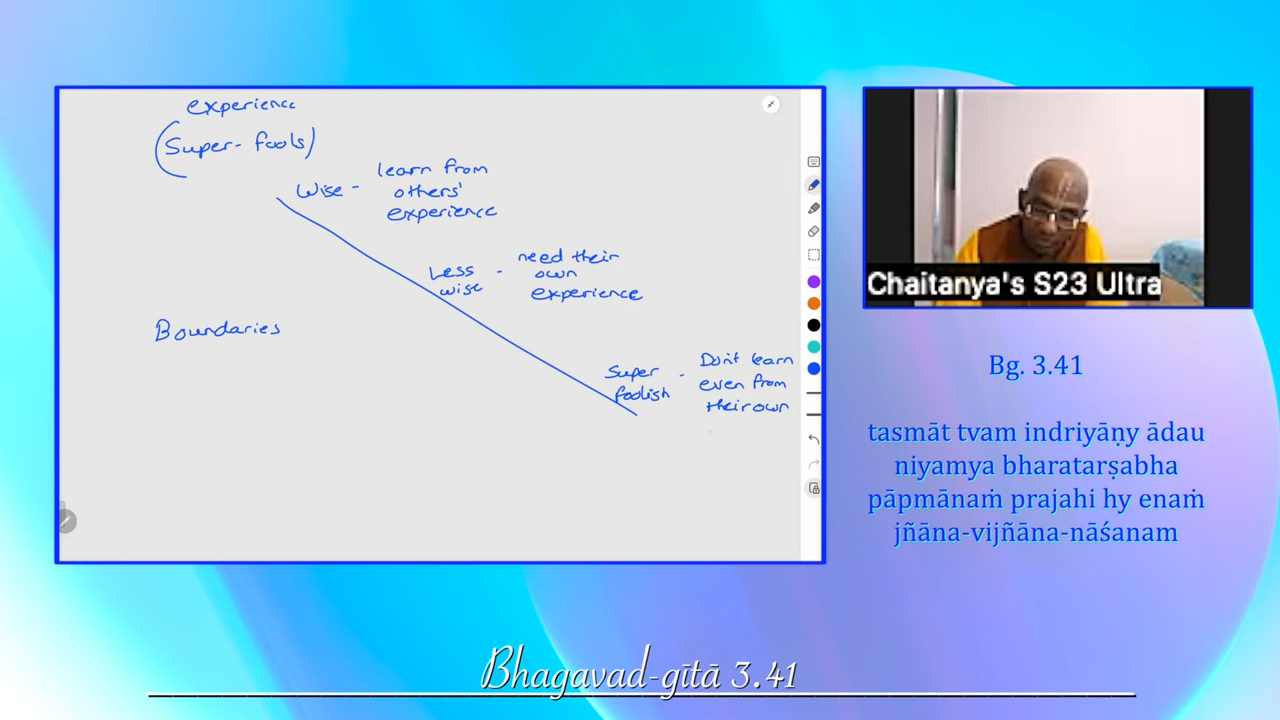 experience
(Super-fools)
Wise - learn from
others'
experience
Less
wise - need their
own
experience
Boundaries
Super
foolish - Don't learn
even from
their own
Chaitanya's S23 Ultra
Bg. 3.41
tasmāt tvam indriyāṇy ādau
niyamya bharatarṣabha
pāpmānaṁ prajahi hy enaṁ
jñāna-vijñāna-nāśanam
Bhagavad-gītā 3.41